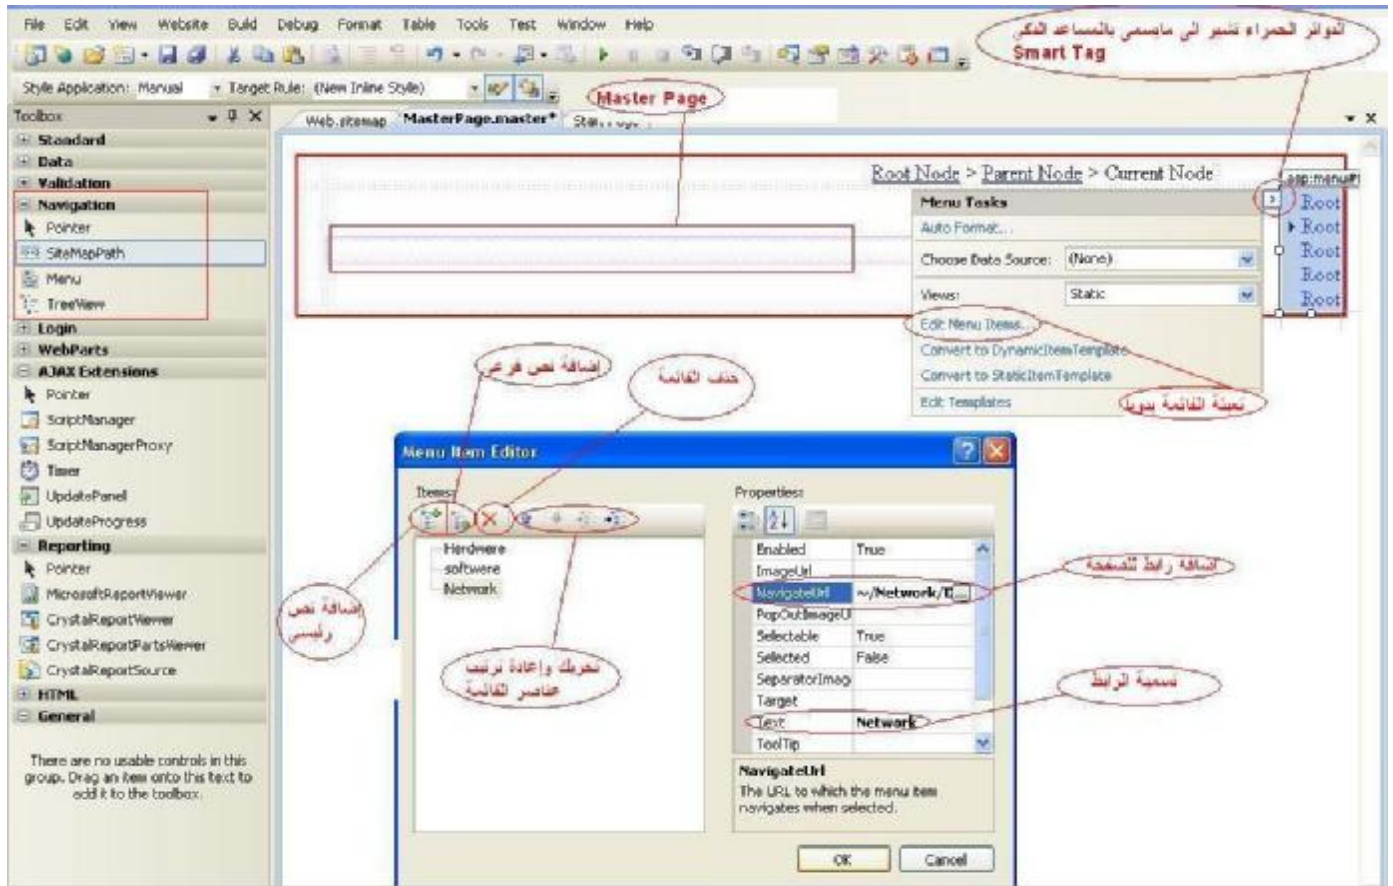 File Edit View Website Build Debug Format Table Tools Test Window Help
الدوائر الحمراء تشير الى مايسمى بالمساعد الذكي
Smart Tag
Style Application: Manual Target Rule: (New Inline Style)
Master Page
Toolbox
Web.sitemap MasterPage.master*
Standard
Data
Validation
Navigation
Pointer
SiteMapPath
Menu
TreeView
Login
WebParts
AJAX Extensions
Pointer
ScriptManager
ScriptManagerProxy
Timer
UpdatePanel
UpdateProgress
Reporting
Pointer
MicrosoftReportViewer
CrystalReportViewer
CrystalReportPartsViewer
CrystalReportSource
HTML
General
There are no usable controls in this
group. Drag an item onto this text to
add it to the toolbox.
Root Node > Parent Node > Current Node
asp:menu#
Root
Root
Root
Root
Root
Menu Tasks
Auto Format...
Choose Data Source: (None)
Views: Static
Edit Menu Items...
Convert to DynamicItemTemplate
Convert to StaticItemTemplate
Edit Templates
تعبئة القائمة يدويا
إضافة نص فرعي
حذف القائمة
إضافة نص
رئيسي
Menu Item Editor
Items:
Herdwere
softwere
Network
تحريك وإعادة ترتيب
عناصر القائمة
Properties:
Enabled True
ImageUrl
NavigateUrl ~/Network/D...
PopOutImageU
Selectable True
Selected False
SeparatorImag
Target
Text Network
ToolTip
NavigateUrl
The URL to which the menu item
navigates when selected.
OK Cancel
اضافة رابط للصفحة
تسمية الرابط